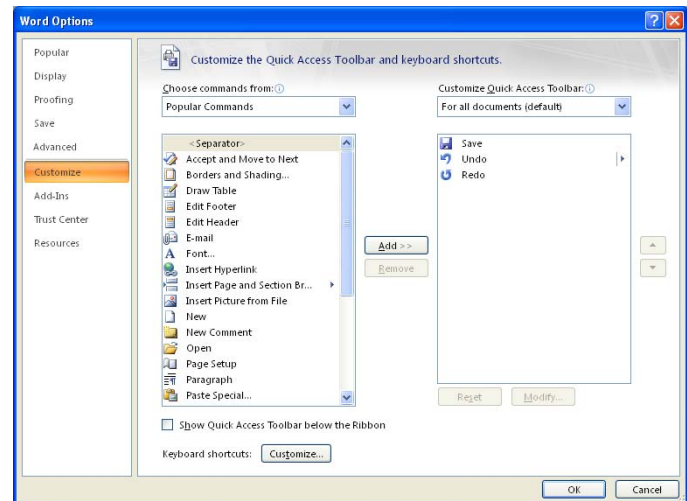 Word Options
Popular
Display
Proofing
Save
Advanced
Customize
Add-Ins
Trust Center
Resources
Customize the Quick Access Toolbar and keyboard shortcuts.
Choose commands from:
Popular Commands
<Separator>
Accept and Move to Next
Borders and Shading...
Draw Table
Edit Footer
Edit Header
E-mail
Font...
Insert Hyperlink
Insert Page and Section Br...
Insert Picture from File
New
New Comment
Open
Page Setup
Paragraph
Paste Special...
Add >>
Remove
Customize Quick Access Toolbar:
For all documents (default)
Save
Undo
Redo
Reset
Modify...
Show Quick Access Toolbar below the Ribbon
Keyboard shortcuts: Customize...
OK
Cancel